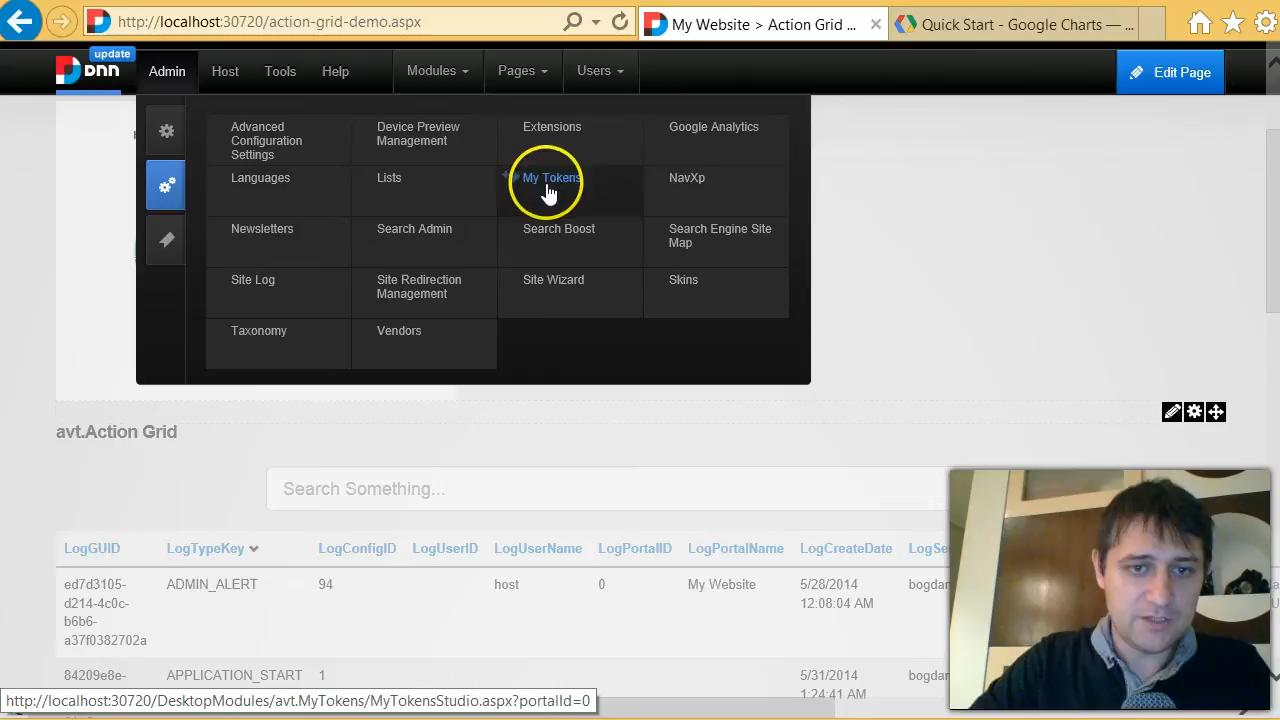 http://localhost:30720/action-grid-demo.aspx
My Website > Action Grid ...
Quick Start - Google Charts — ...
update
Dnn
Admin
Host
Tools
Help
Modules
Pages
Users
Edit Page
Advanced
Configuration
Settings
Device Preview
Management
Extensions
Google Analytics
Languages
Lists
My Tokens
NavXp
Newsletters
Search Admin
Search Boost
Search Engine Site
Map
Site Log
Site Redirection
Management
Site Wizard
Skins
Taxonomy
Vendors
avt.Action Grid
Search Something...
LogGUID LogTypeKey LogConfigID LogUserID LogUserName LogPortalID LogPortalName LogCreateDate
ed7d3105-
d214-4c0c-
b6b6-
a37f0382702a
ADMIN_ALERT
94
host
0
My Website
5/28/2014
12:08:04 AM
bogdan
84209e8e-
APPLICATION_START
1
5/31/2014
1:24:41 AM
bogdan
http://localhost:30720/DesktopModules/avt.MyTokens/MyTokensStudio.aspx?portalId=0